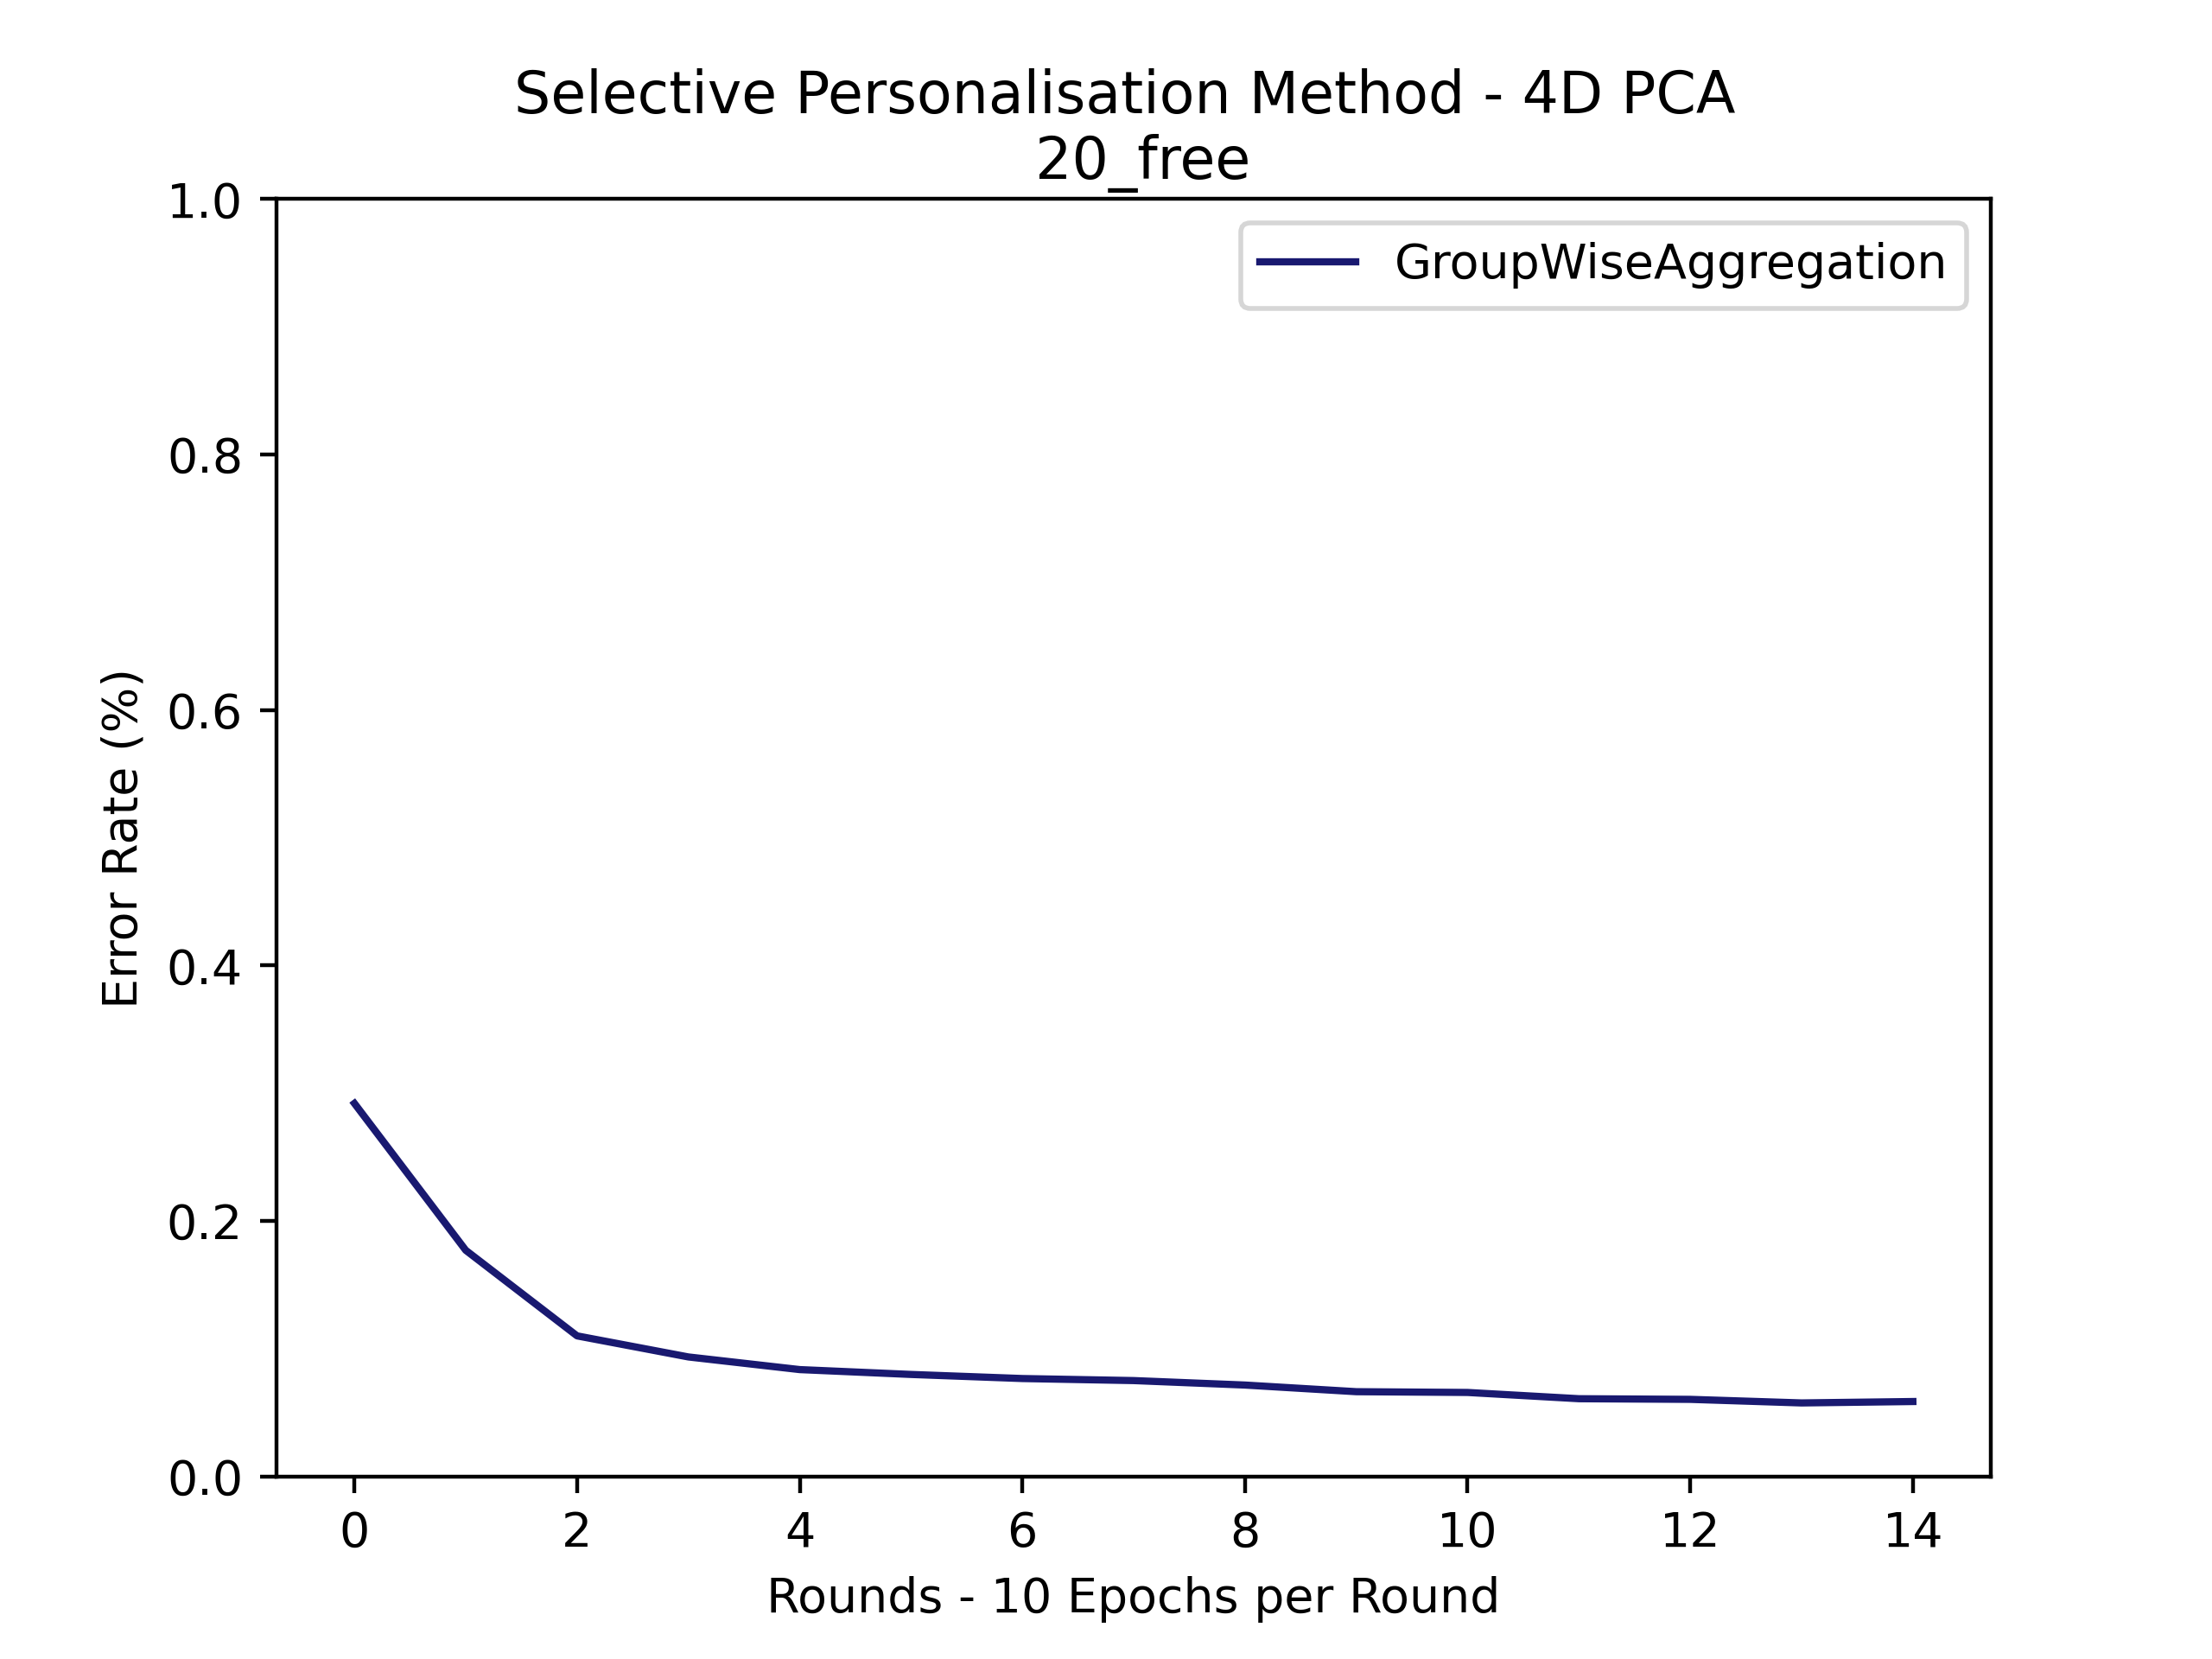 Selective Personalisation Method - 4D PCA
20_free
GroupWiseAggregation
Error Rate (%)
1.0
0.8
0.6
0.4
0.2
0.0
0 2 4 6 8 10 12 14
Rounds - 10 Epochs per Round